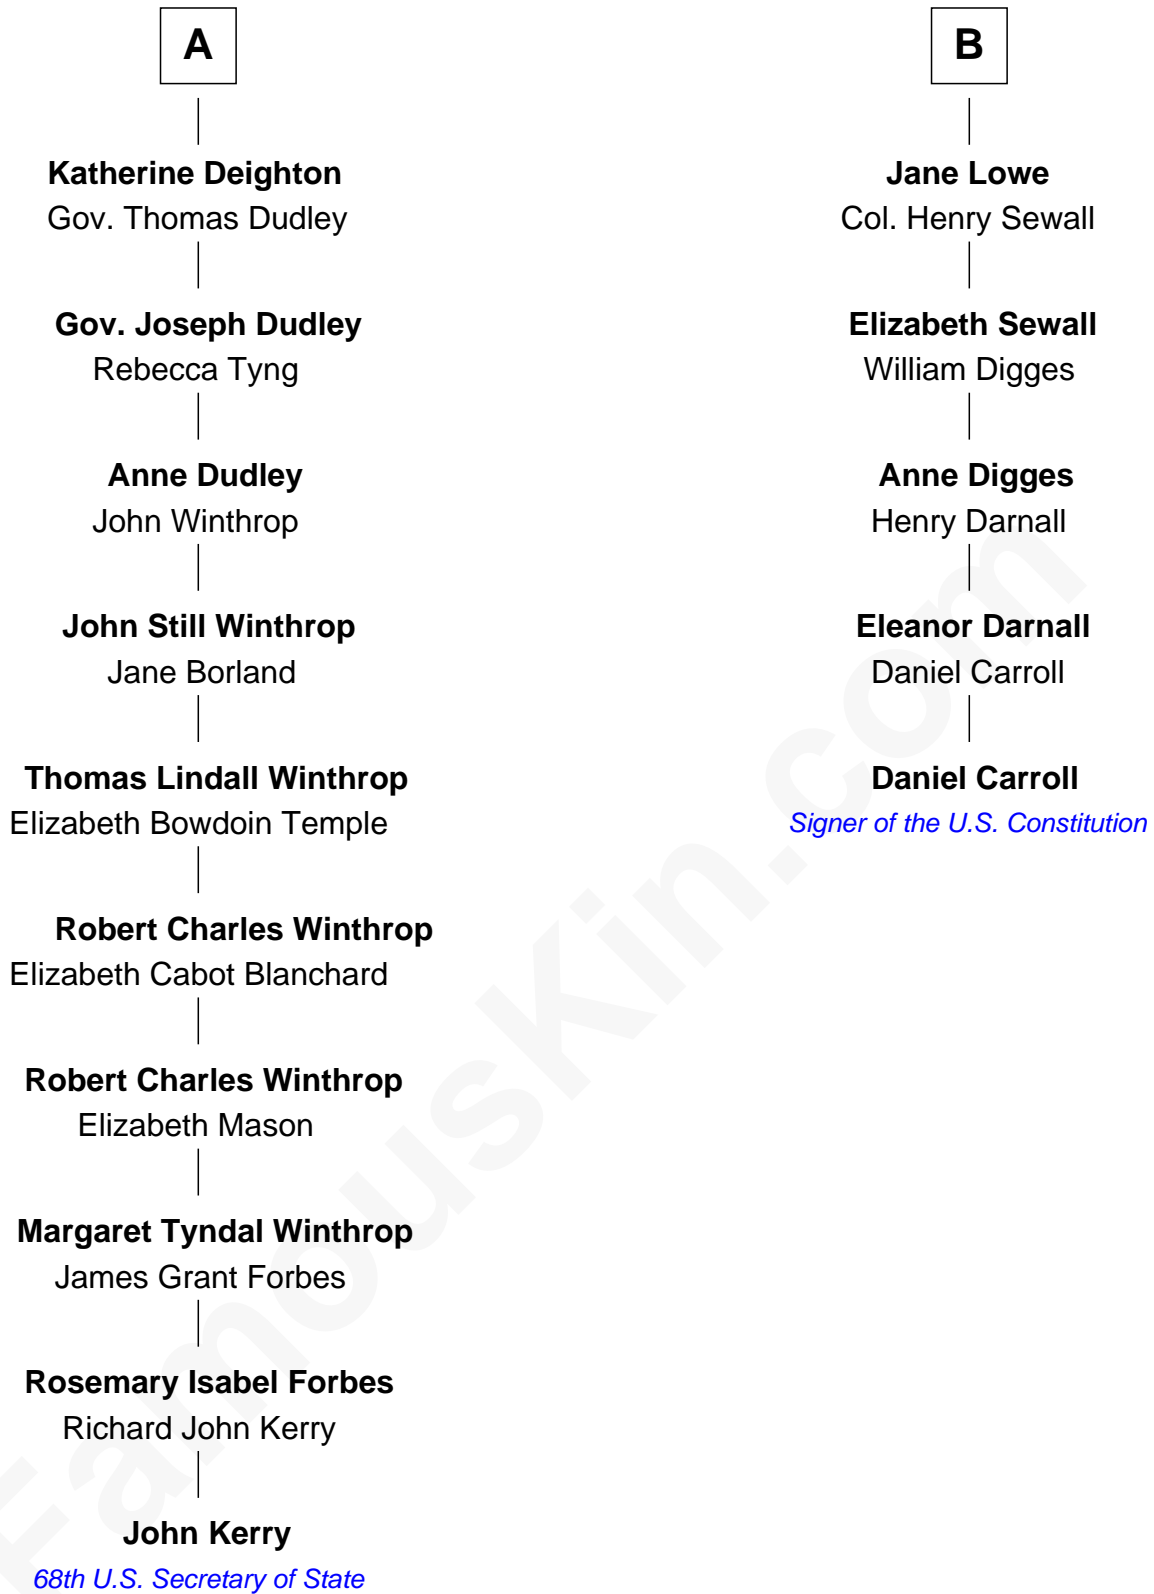 A
Katherine Deighton
Gov. Thomas Dudley
Gov. Joseph Dudley
Rebecca Tyng
Anne Dudley
John Winthrop
John Still Winthrop
Jane Borland
Thomas Lindall Winthrop
Elizabeth Bowdoin Temple
Robert Charles Winthrop
Elizabeth Cabot Blanchard
Robert Charles Winthrop
Elizabeth Mason
Margaret Tyndal Winthrop
James Grant Forbes
Rosemary Isabel Forbes
Richard John Kerry
John Kerry
68th U.S. Secretary of State
B
Jane Lowe
Col. Henry Sewall
Elizabeth Sewall
William Digges
Anne Digges
Henry Darnall
Eleanor Darnall
Daniel Carroll
Daniel Carroll
Signer of the U.S. Constitution
FamousKin.com